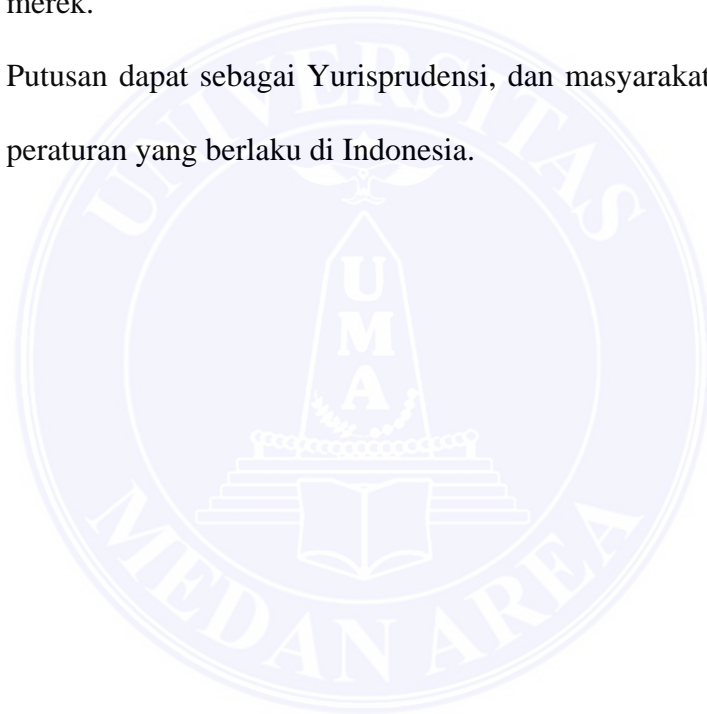 merek.
Putusan dapat sebagai Yurisprudensi, dan masyarakat
peraturan yang berlaku di Indonesia.
UNIVERSITAS
UMA
MEDAN AREA